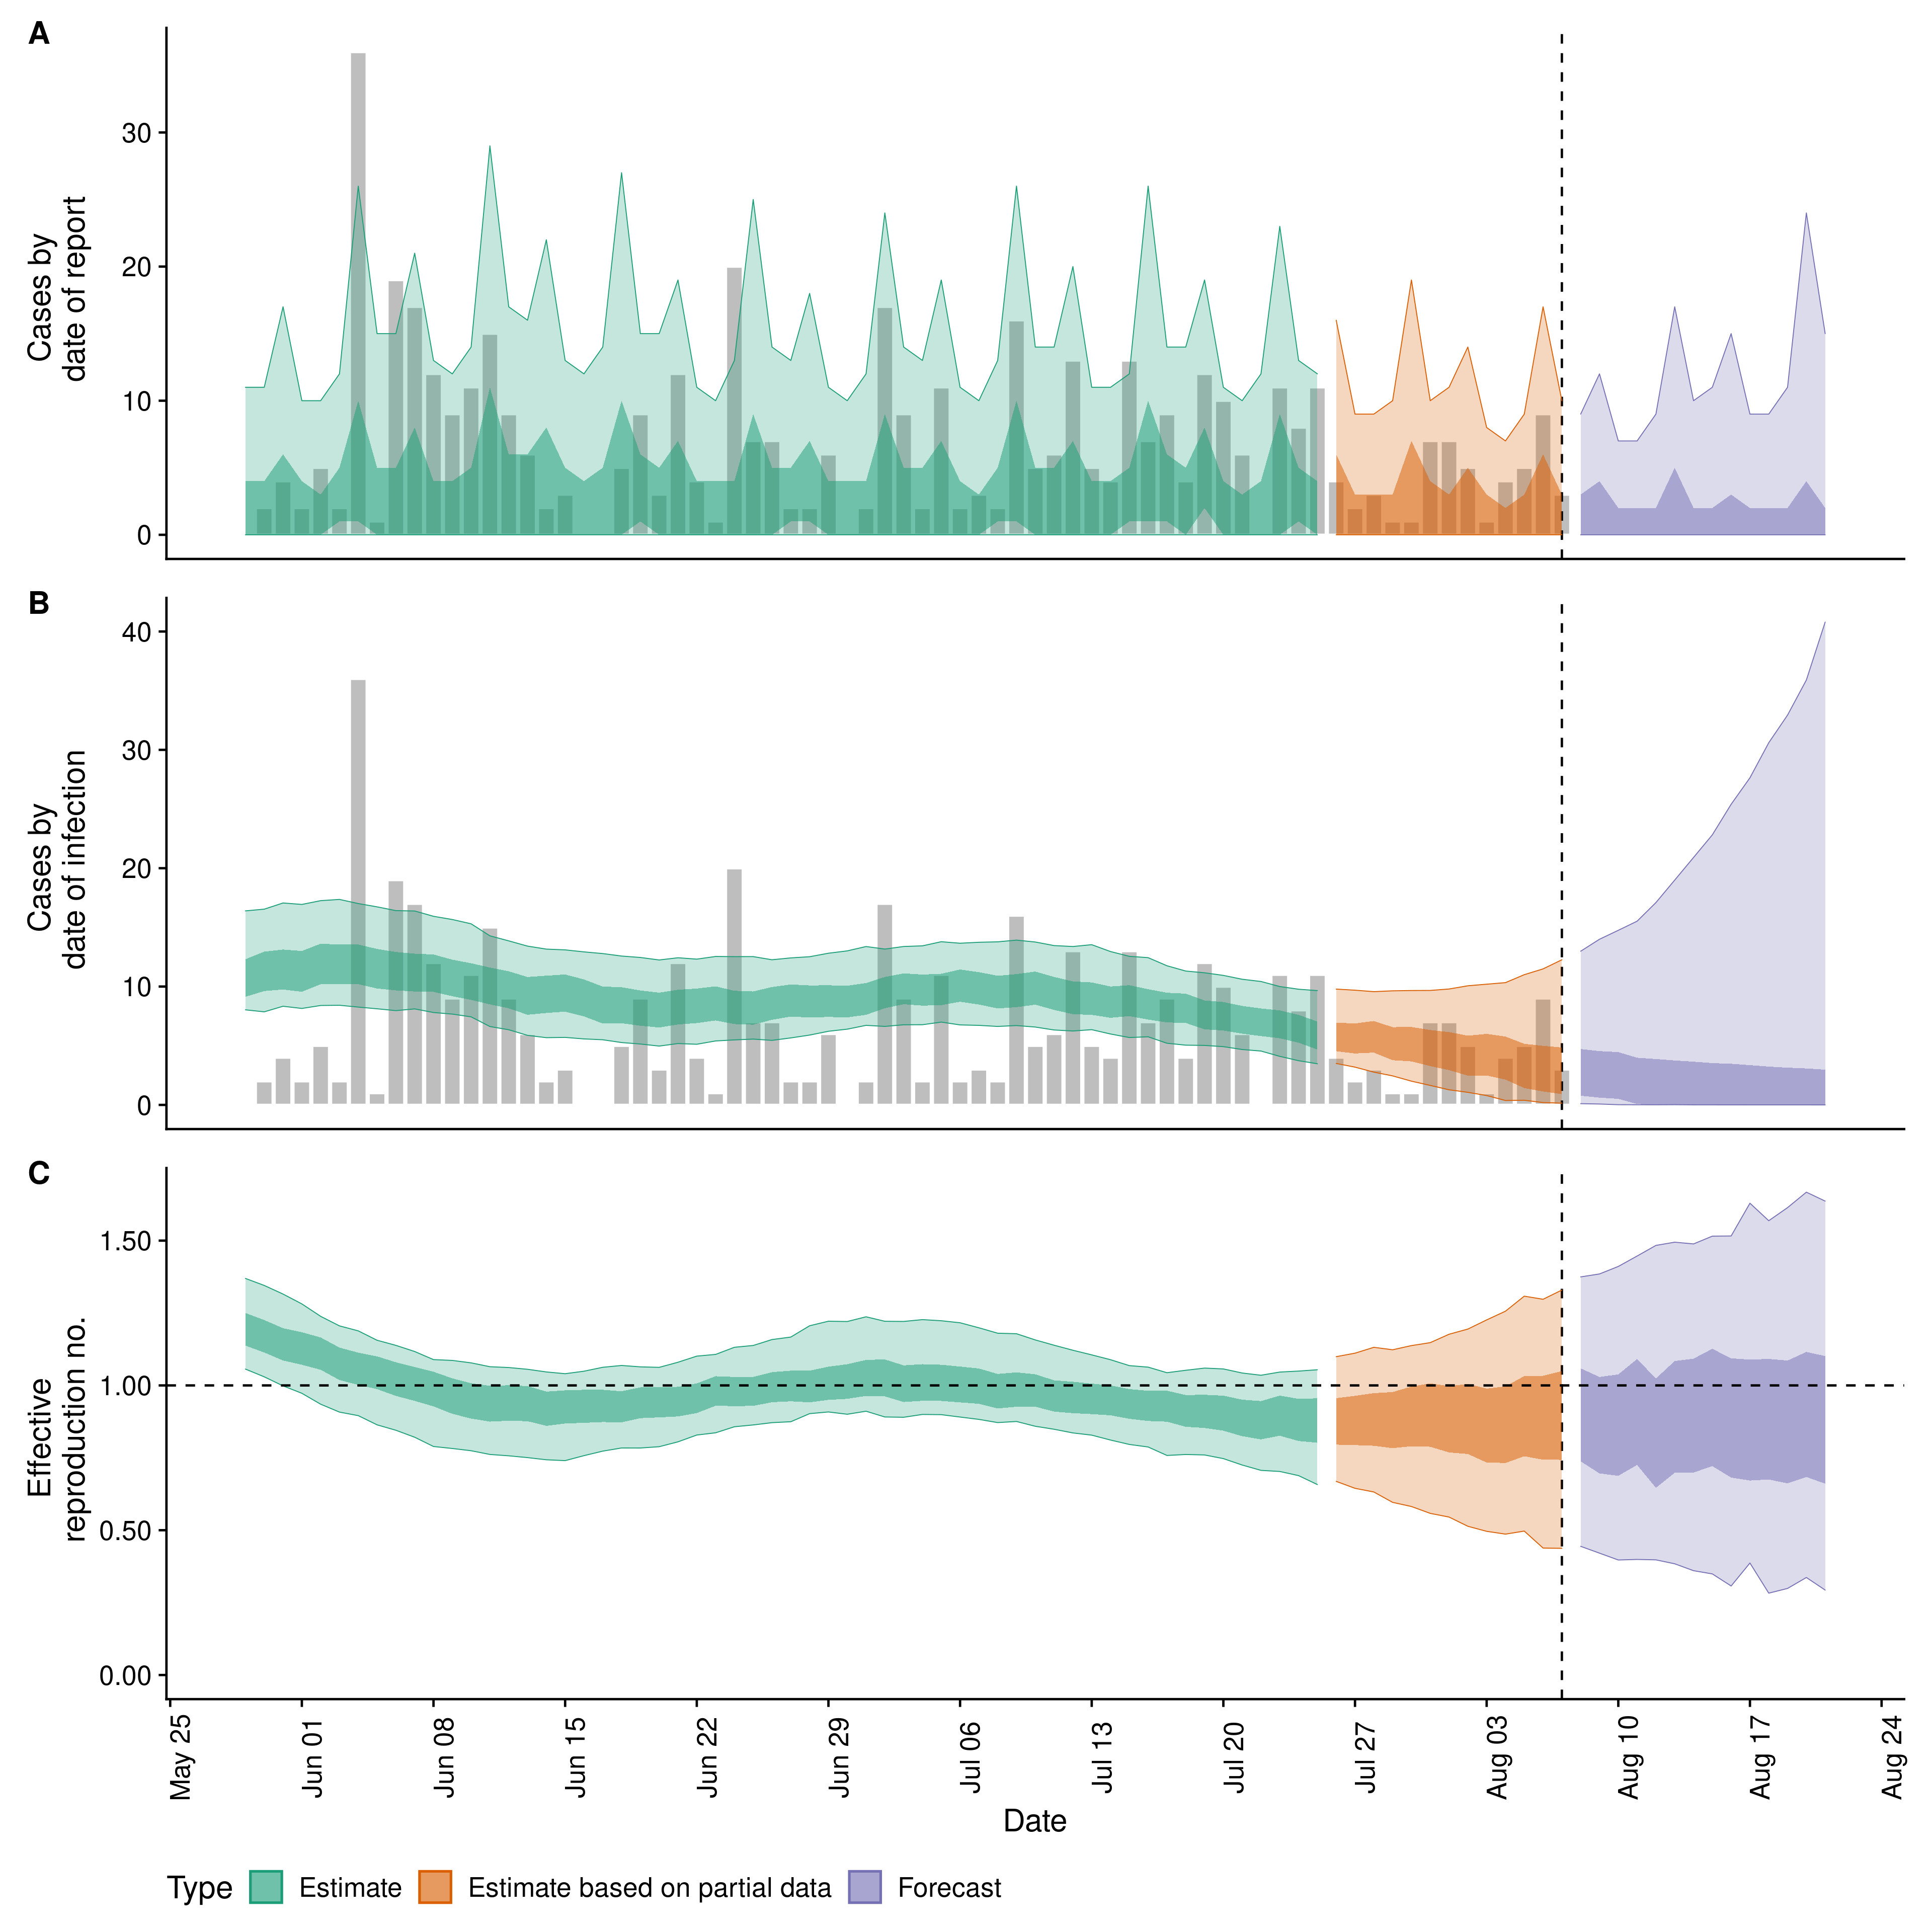 A
Cases by
date of report
30
20
10
0
B
Cases by
date of infection
40
30
20
10
0
C
Effective
reproduction no.
1.50
1.00
0.50
0.00
May 25
Jun 01
Jun 08
Jun 15
Jun 22
Jun 29
Jul 06
Jul 13
Jul 20
Jul 27
Aug 03
Aug 10
Aug 17
Aug 24
Date
Type Estimate Estimate based on partial data Forecast